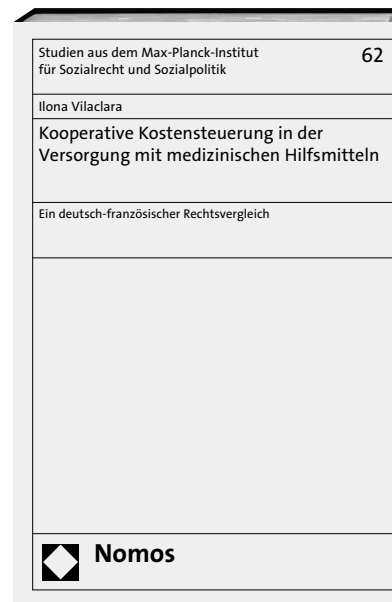 Studien aus dem Max-Planck-Institut
für Sozialrecht und Sozialpolitik
62
Ilona Vilaclara
Kooperative Kostensteuerung in der
Versorgung mit medizinischen Hilfsmitteln
Ein deutsch-französischer Rechtsvergleich
Nomos